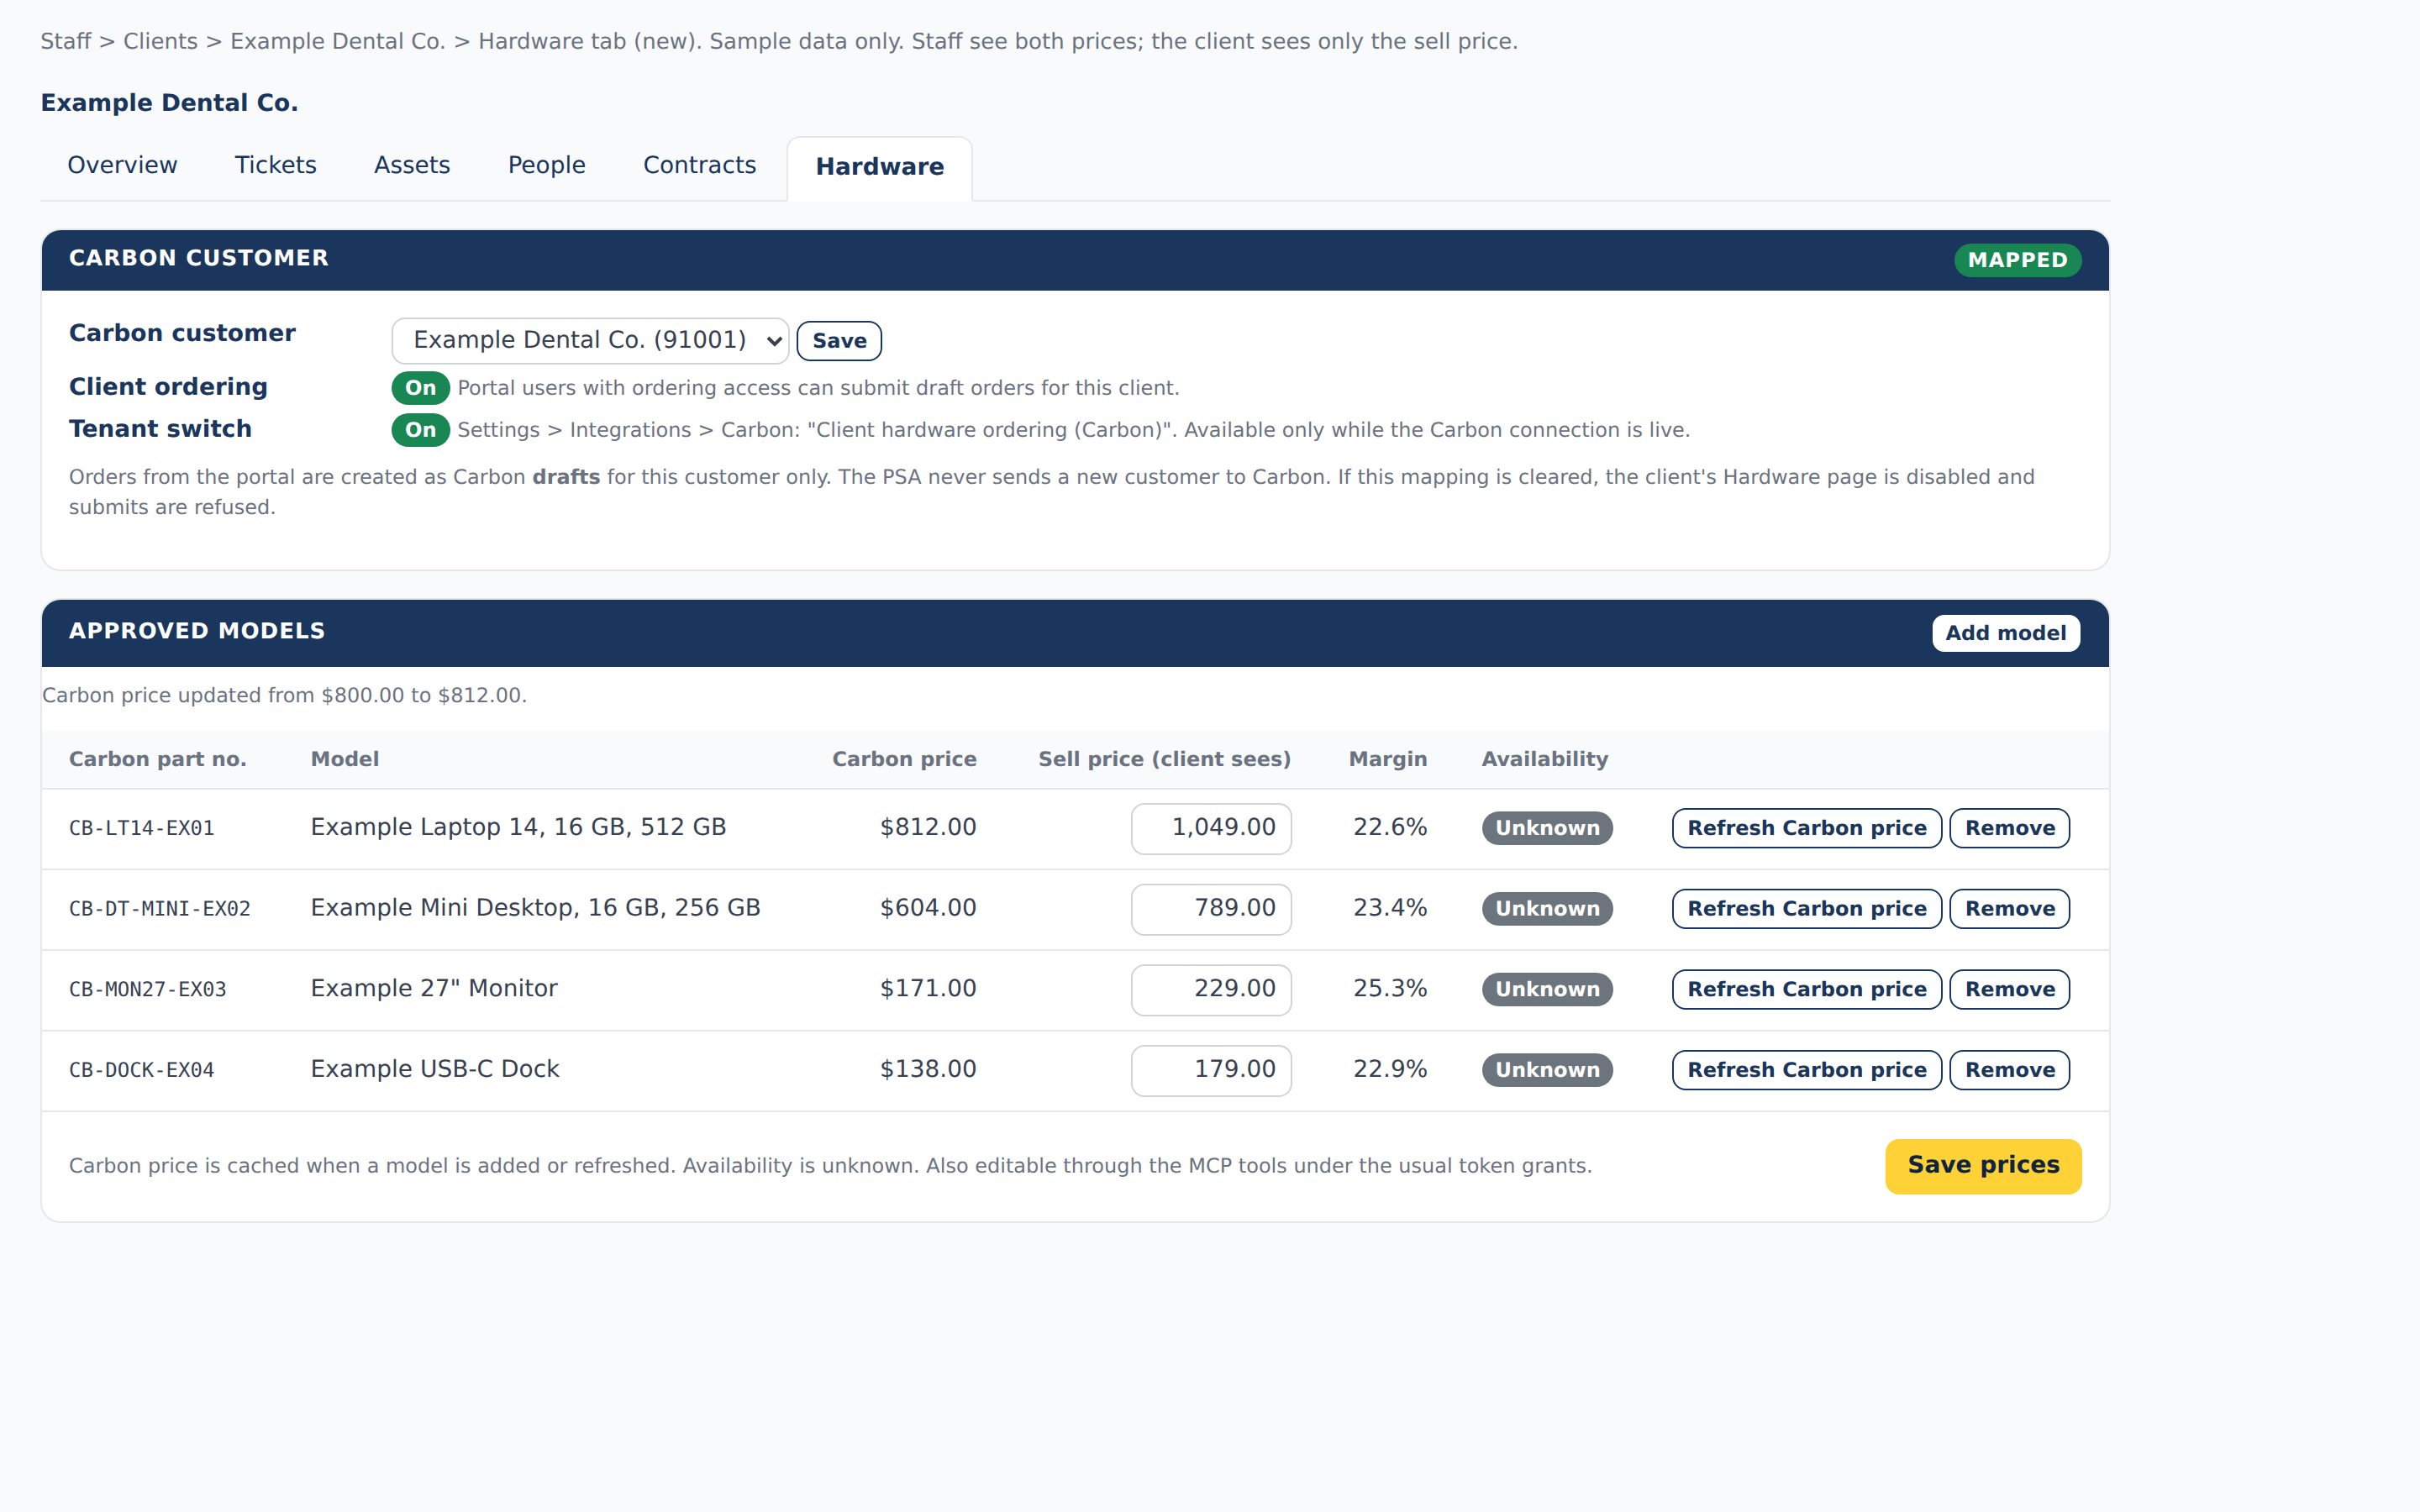 Staff > Clients > Example Dental Co. > Hardware tab (new). Sample data only. Staff see both prices; the client sees only the sell price.
Example Dental Co.
Overview Tickets Assets People Contracts Hardware
CARBON CUSTOMER MAPPED
Carbon customer Example Dental Co. (91001) Save
Client ordering On Portal users with ordering access can submit draft orders for this client.
Tenant switch On Settings > Integrations > Carbon: "Client hardware ordering (Carbon)". Available only while the Carbon connection is live.
Orders from the portal are created as Carbon drafts for this customer only. The PSA never sends a new customer to Carbon. If this mapping is cleared, the client's Hardware page is disabled and
submits are refused.
APPROVED MODELS Add model
Carbon price updated from $800.00 to $812.00.
Carbon part no. Model Carbon price Sell price (client sees) Margin Availability
CB-LT14-EX01 Example Laptop 14, 16 GB, 512 GB $812.00 1,049.00 22.6% Unknown Refresh Carbon price Remove
CB-DT-MINI-EX02 Example Mini Desktop, 16 GB, 256 GB $604.00 789.00 23.4% Unknown Refresh Carbon price Remove
CB-MON27-EX03 Example 27" Monitor $171.00 229.00 25.3% Unknown Refresh Carbon price Remove
CB-DOCK-EX04 Example USB-C Dock $138.00 179.00 22.9% Unknown Refresh Carbon price Remove
Carbon price is cached when a model is added or refreshed. Availability is unknown. Also editable through the MCP tools under the usual token grants. Save prices